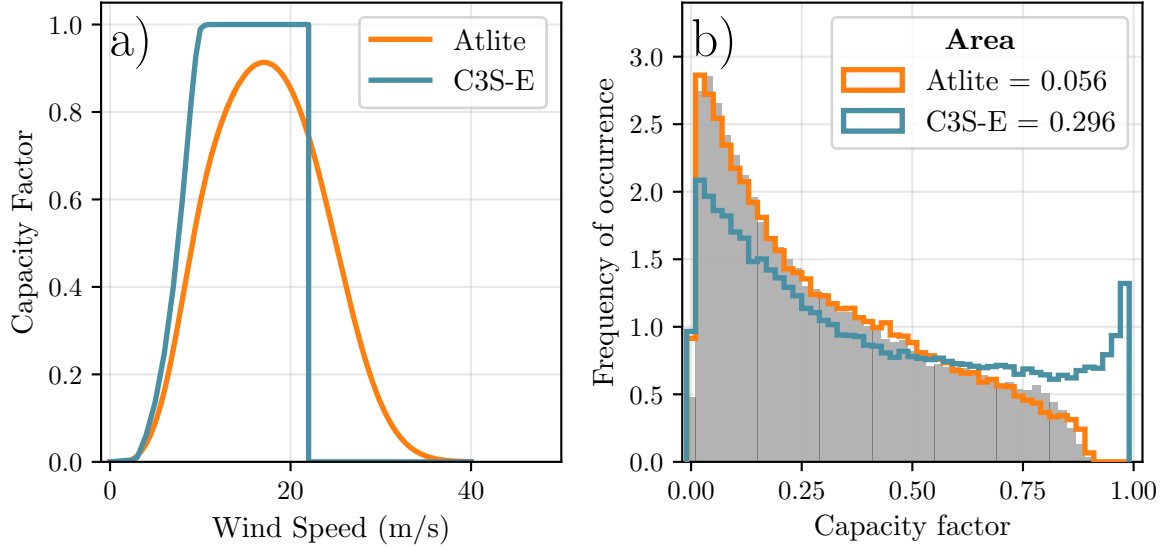 a)
Atlite
C3S-E
1.0
0.8
0.6
0.4
0.2
0.0
Capacity Factor
0
20
40
Wind Speed (m/s)
b)
Area
Atlite = 0.056
C3S-E = 0.296
3.0
2.5
2.0
1.5
1.0
0.5
0.0
Frequency of occurrence
0.00
0.25
0.50
0.75
1.00
Capacity factor